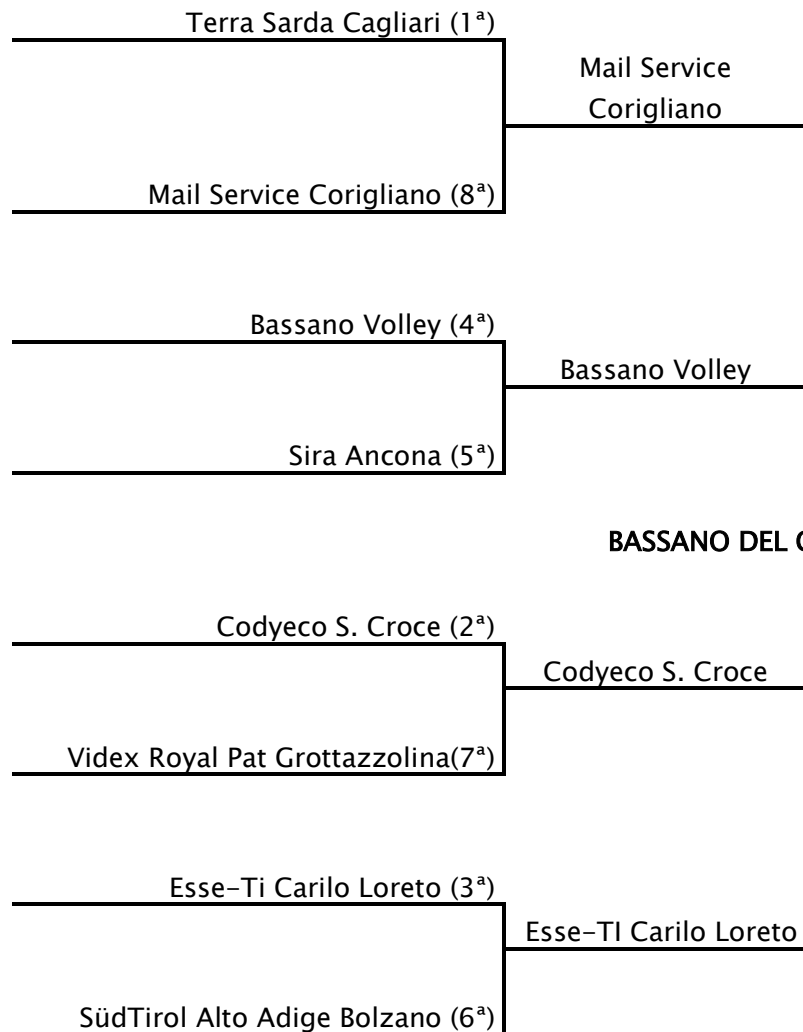 Terra Sarda Cagliari (1ª)
Mail Service
Corigliano
Mail Service Corigliano (8ª)
Bassano Volley (4ª)
Bassano Volley
Sira Ancona (5ª)
BASSANO DEL
Codyeco S. Croce (2ª)
Codyeco S. Croce
Videx Royal Pat Grottazzolina(7ª)
Esse-Ti Carilo Loreto (3ª)
Esse-TI Carilo Loreto
SüdTirol Alto Adige Bolzano (6ª)